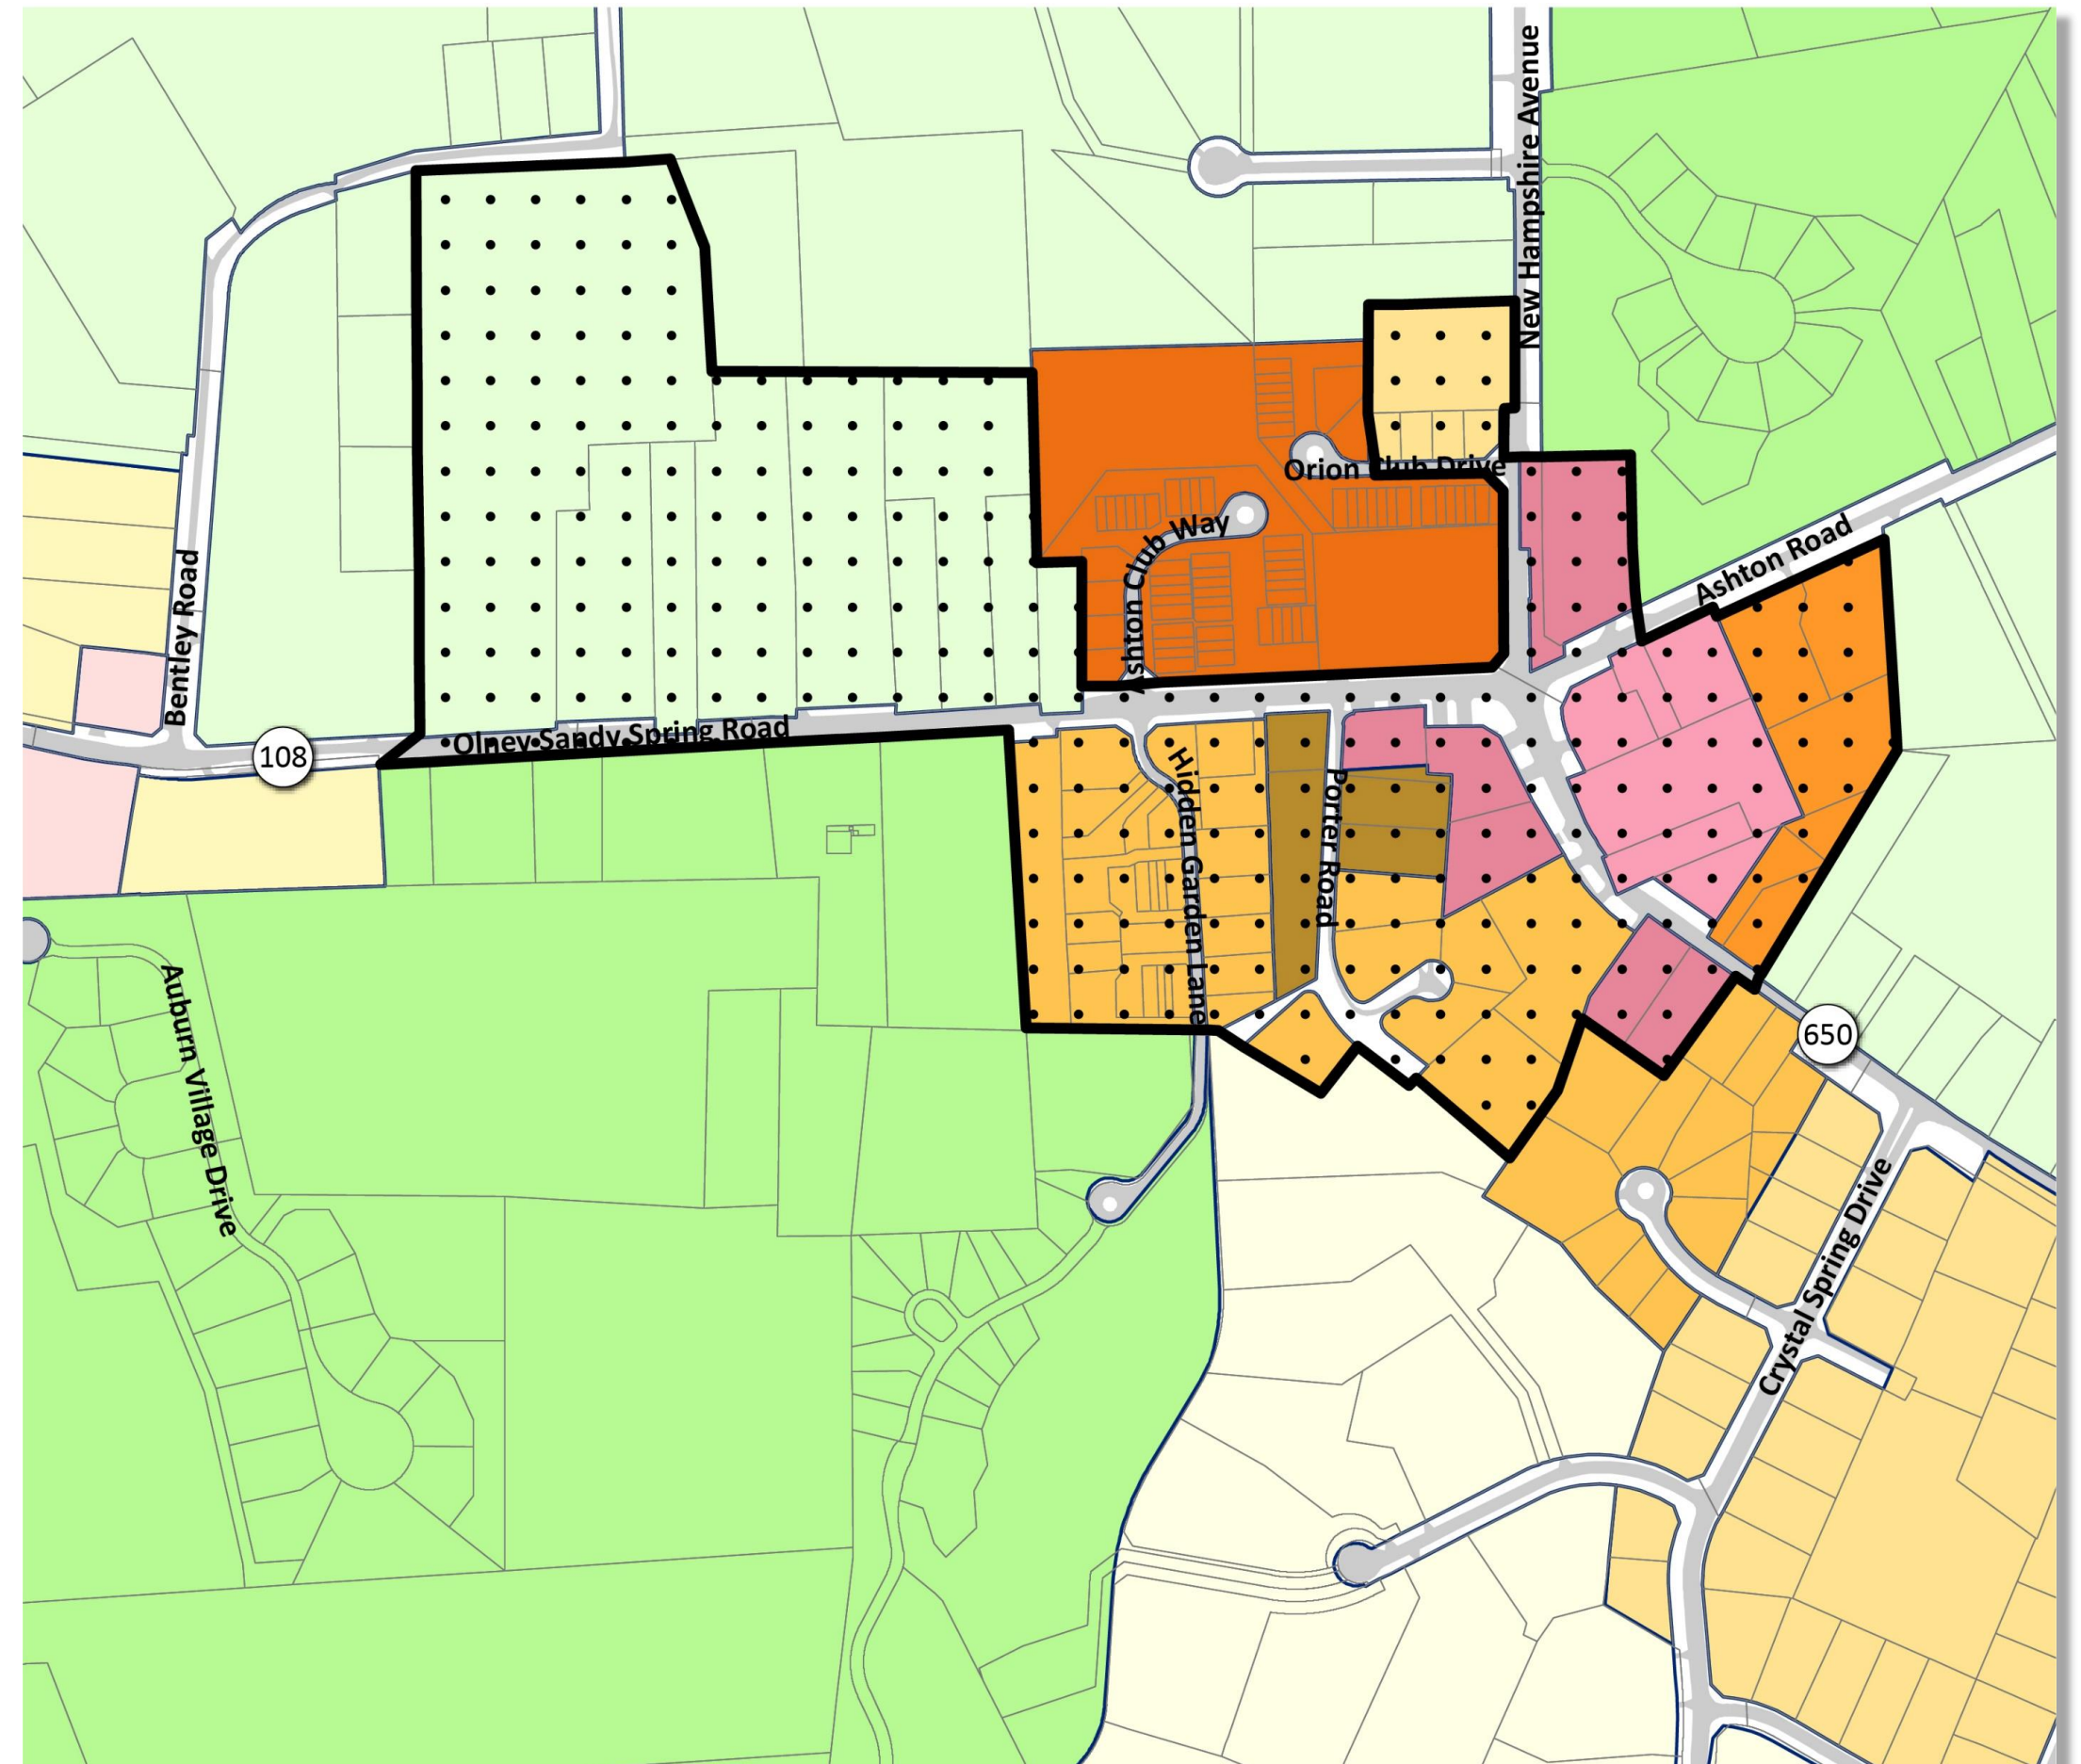 New Hampshire Avenue
Orion Club Drive
Ashton Club Way
Ashton Road
Bentley Road
Olney Sandy Spring Road
108
Hidden Garden Lane
Porter Road
650
Auburn Village Drive
Crystal Spring Drive